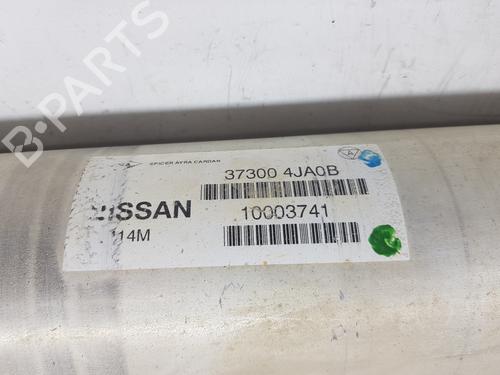 B-PARTS
SPICER AYRA CARDAN
37300 4JA0B
NISSAN
10003741
14M